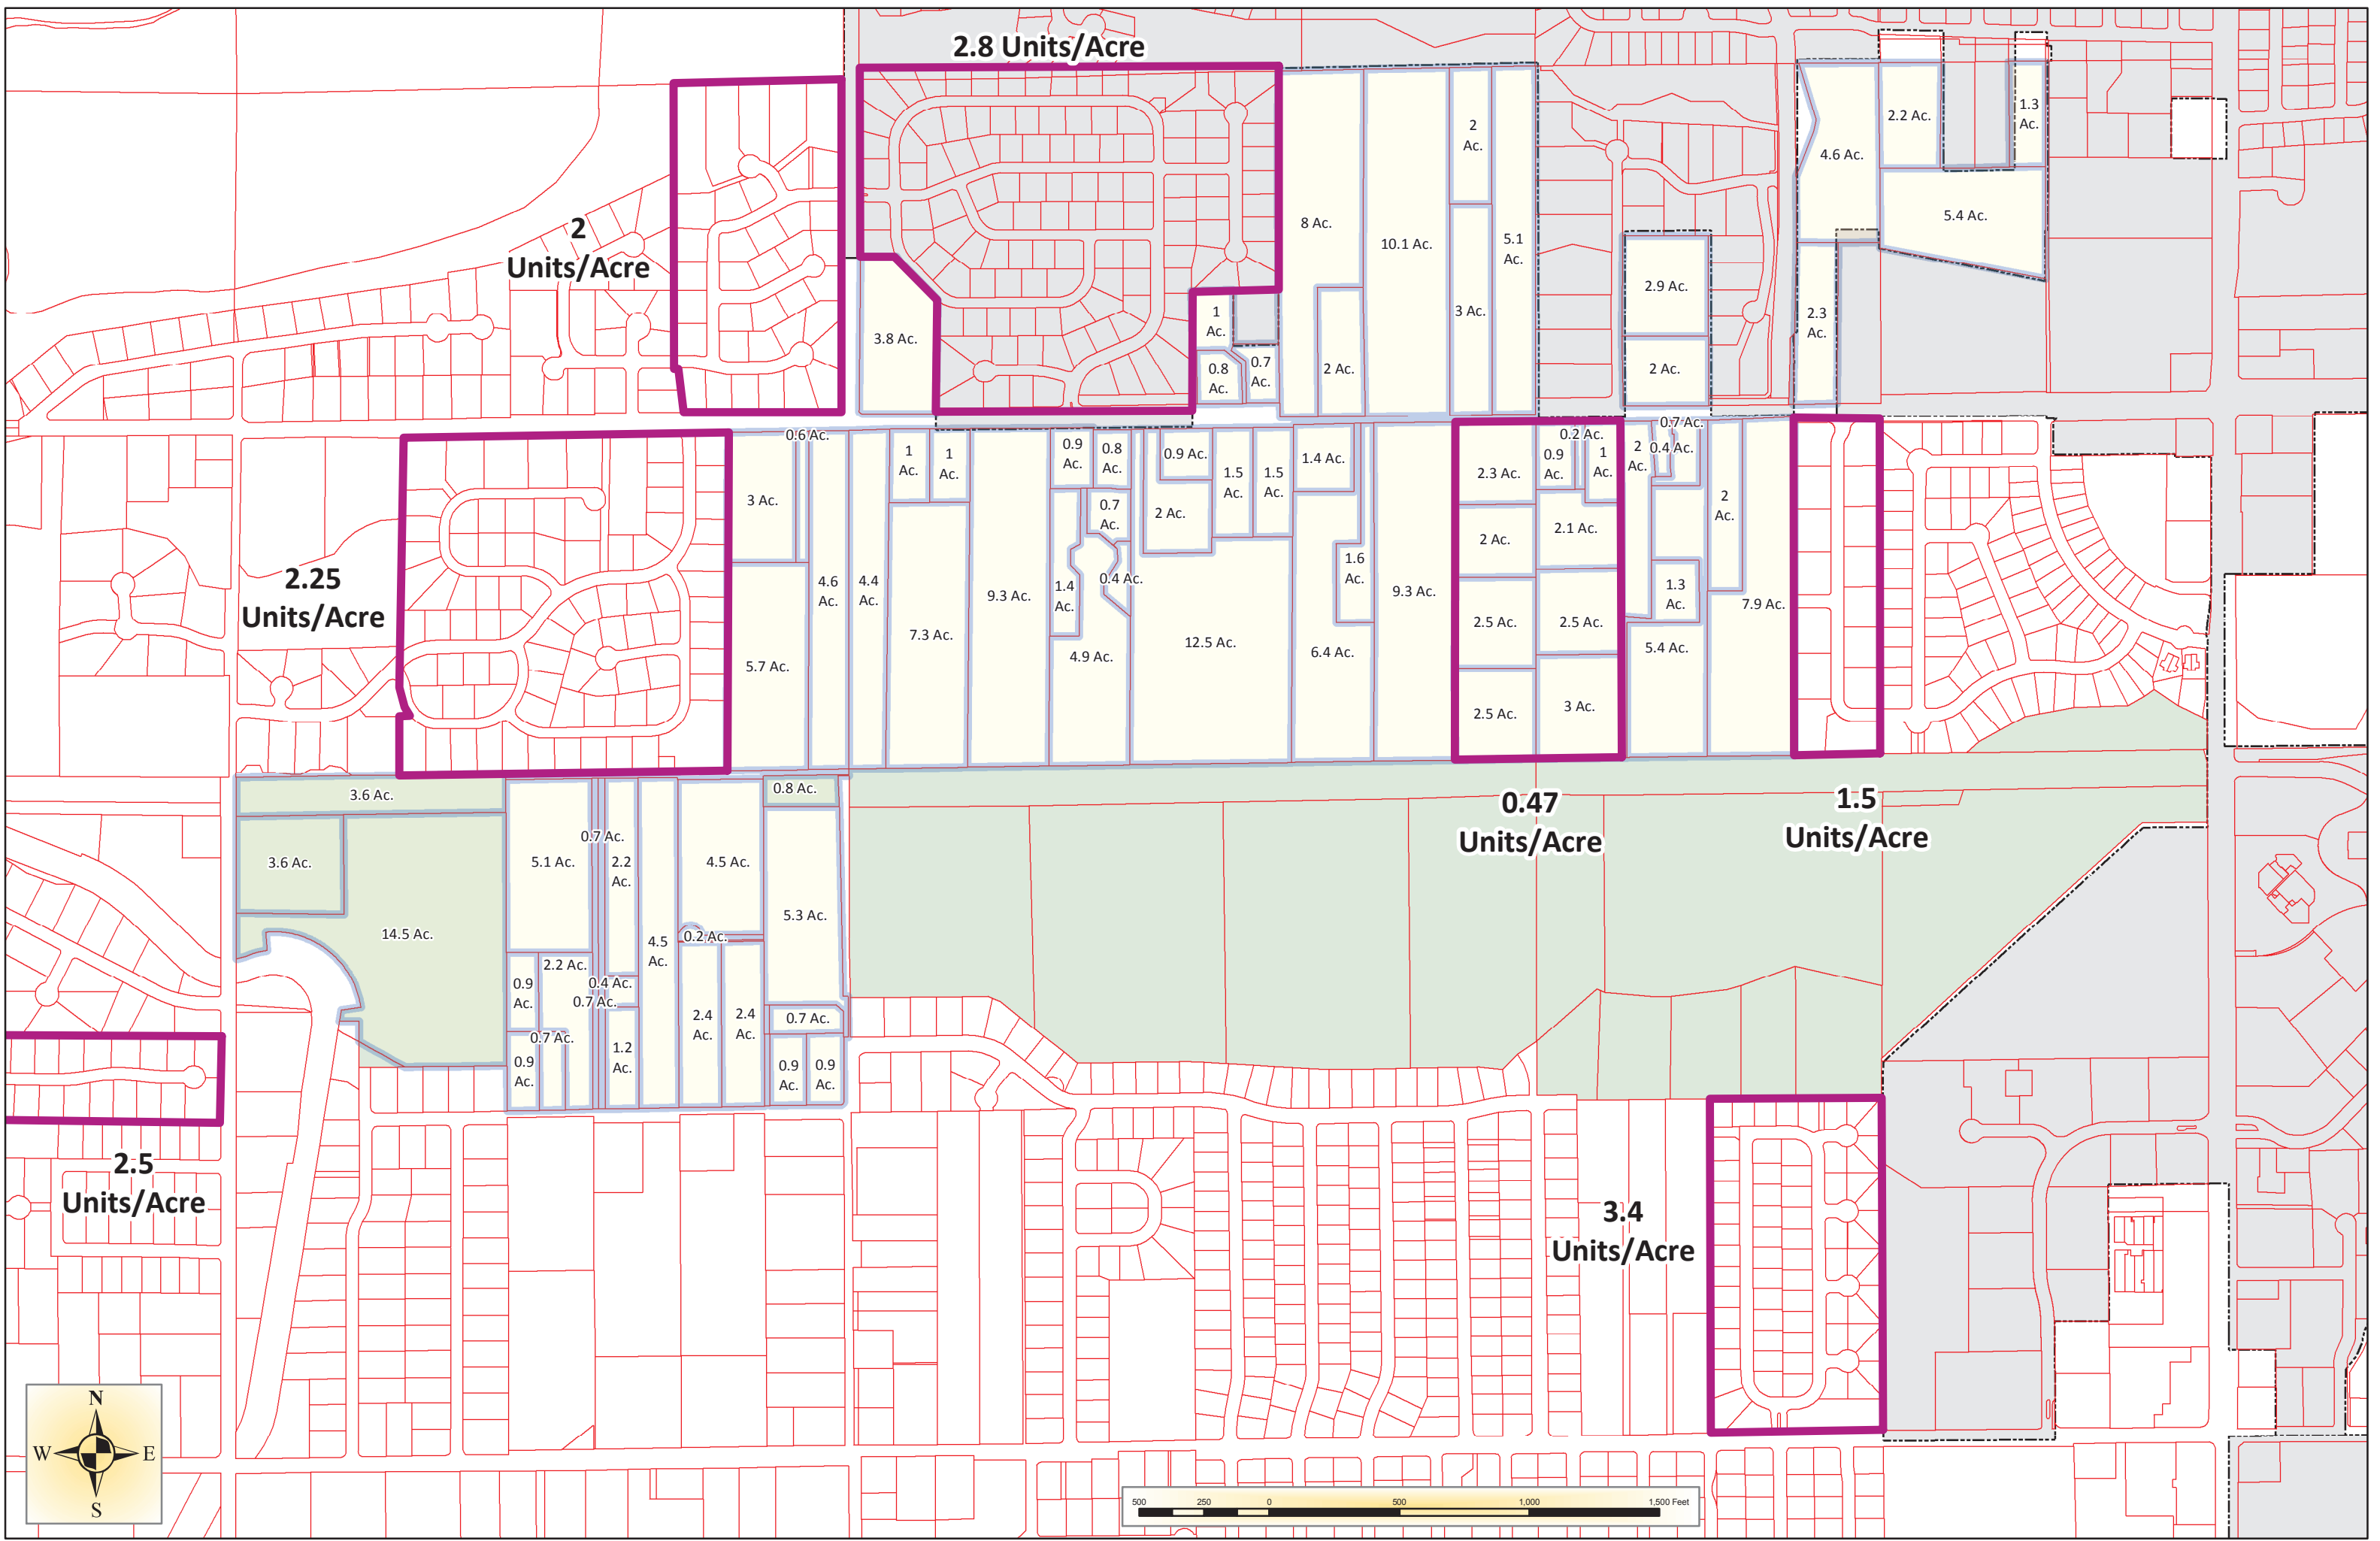 2.8 Units/Acre
2
Units/Acre
2.25
Units/Acre
2.5
Units/Acre
0.47
Units/Acre
1.5
Units/Acre
3.4
Units/Acre
3.8 Ac.
1
Ac.
0.8
Ac.
0.7
Ac.
8 Ac.
2 Ac.
10.1 Ac.
2
Ac.
3 Ac.
5.1
Ac.
2.9 Ac.
2 Ac.
4.6 Ac.
2.2 Ac.
1.3
Ac.
5.4 Ac.
2.3
Ac.
0.6 Ac.
3 Ac.
5.7 Ac.
4.6
Ac.
4.4
Ac.
1
Ac.
1
Ac.
7.3 Ac.
9.3 Ac.
0.9
Ac.
0.8
Ac.
0.7
Ac.
1.4
Ac.
0.4 Ac.
4.9 Ac.
0.9 Ac.
2 Ac.
1.5
Ac.
1.5
Ac.
12.5 Ac.
1.4 Ac.
1.6
Ac.
6.4 Ac.
9.3 Ac.
2.3 Ac.
2 Ac.
2.5 Ac.
2.5 Ac.
0.2 Ac.
0.9
Ac.
1
Ac.
2.1 Ac.
2.5 Ac.
3 Ac.
0.7 Ac.
2
Ac.
0.4 Ac.
2
Ac.
1.3
Ac.
5.4 Ac.
7.9 Ac.
3.6 Ac.
3.6 Ac.
14.5 Ac.
5.1 Ac.
0.7 Ac.
2.2
Ac.
4.5 Ac.
0.8 Ac.
5.3 Ac.
4.5
Ac.
0.2 Ac.
0.9
Ac.
2.2 Ac.
0.4 Ac.
0.7 Ac.
2.4
Ac.
2.4
Ac.
0.7 Ac.
0.7 Ac.
0.9
Ac.
1.2
Ac.
0.9
Ac.
0.9
Ac.
N
W
E
S
500
250
0
500
1,000
1,500 Feet